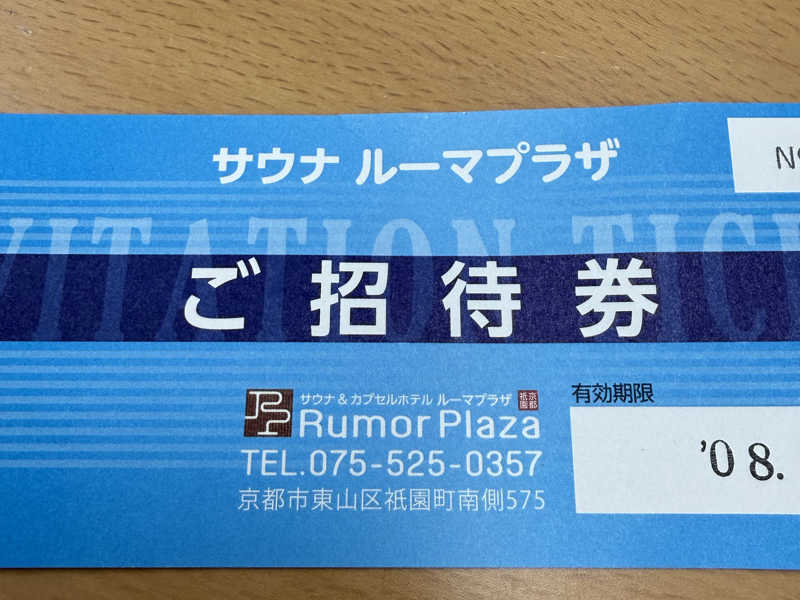 サウナ ルーマプラザ
VITATION TIC
ご招待券
サウナ&カプセルホテル ルーマプラザ
京都祇園
Rumor Plaza
有効期限
TEL.075-525-0357
'08.
京都市東山区祇園町南側575